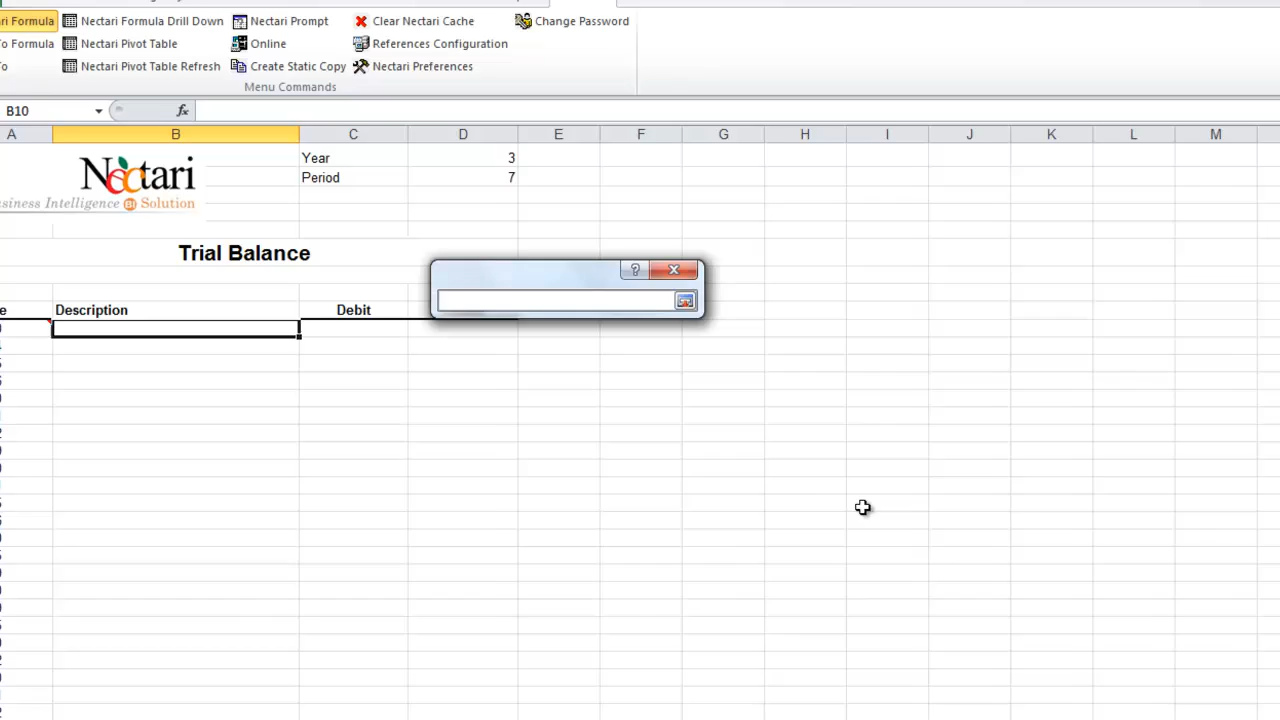 ri Formula Nectari Formula Drill Down Nectari Prompt Clear Nectari Cache Change Password
o Formula Nectari Pivot Table Online References Configuration
o Nectari Pivot Table Refresh Create Static Copy Nectari Preferences
Menu Commands
B10 fx
A B C D E F G H I J K L M
Year 3
Nectari
Period 7
siness Intelligence BI Solution
Trial Balance
?
e Description Debit